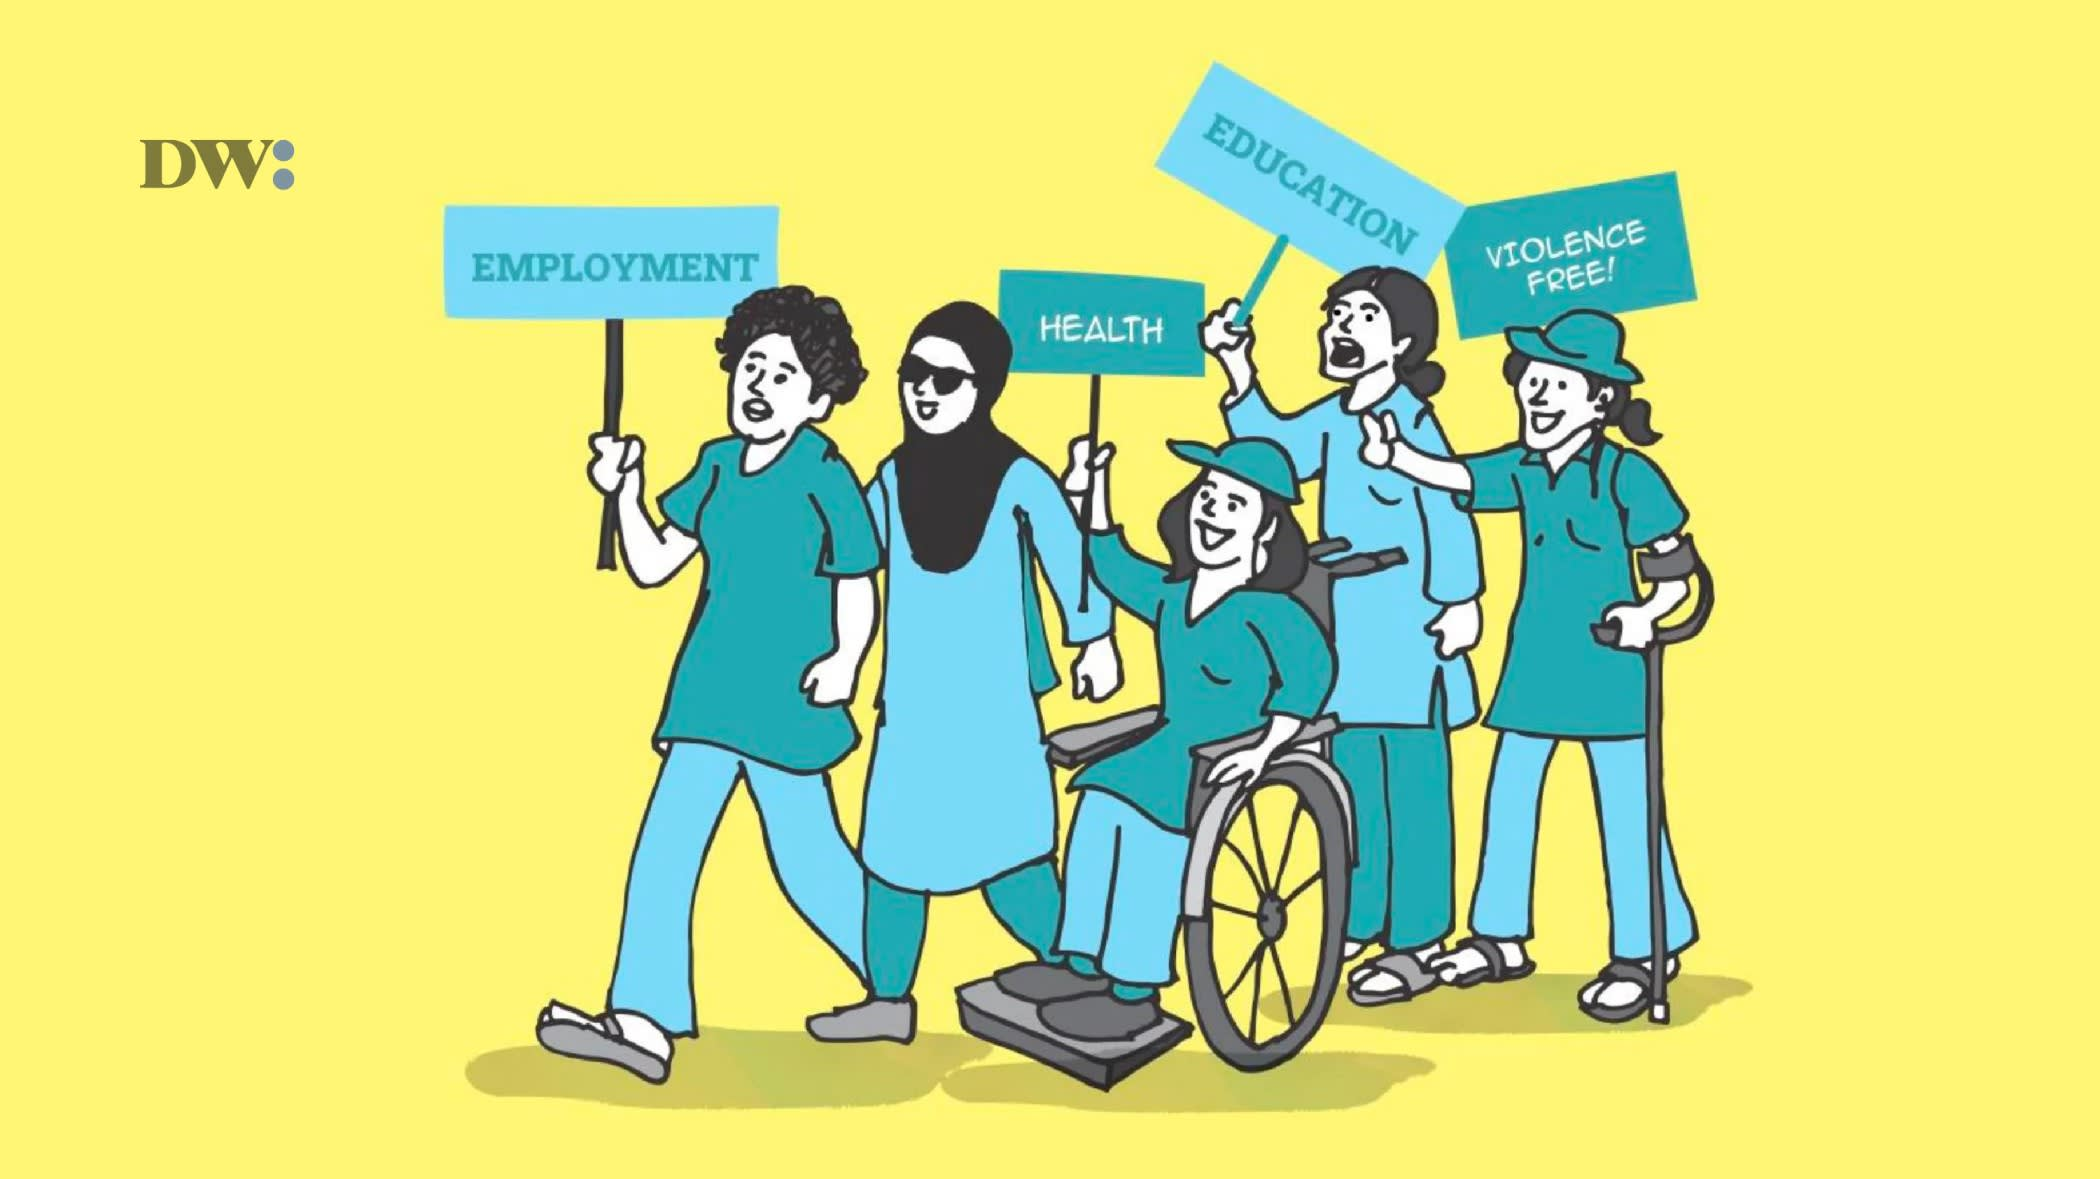 DW:
EMPLOYMENT
HEALTH
EDUCATION
VIOLENCE
FREE!